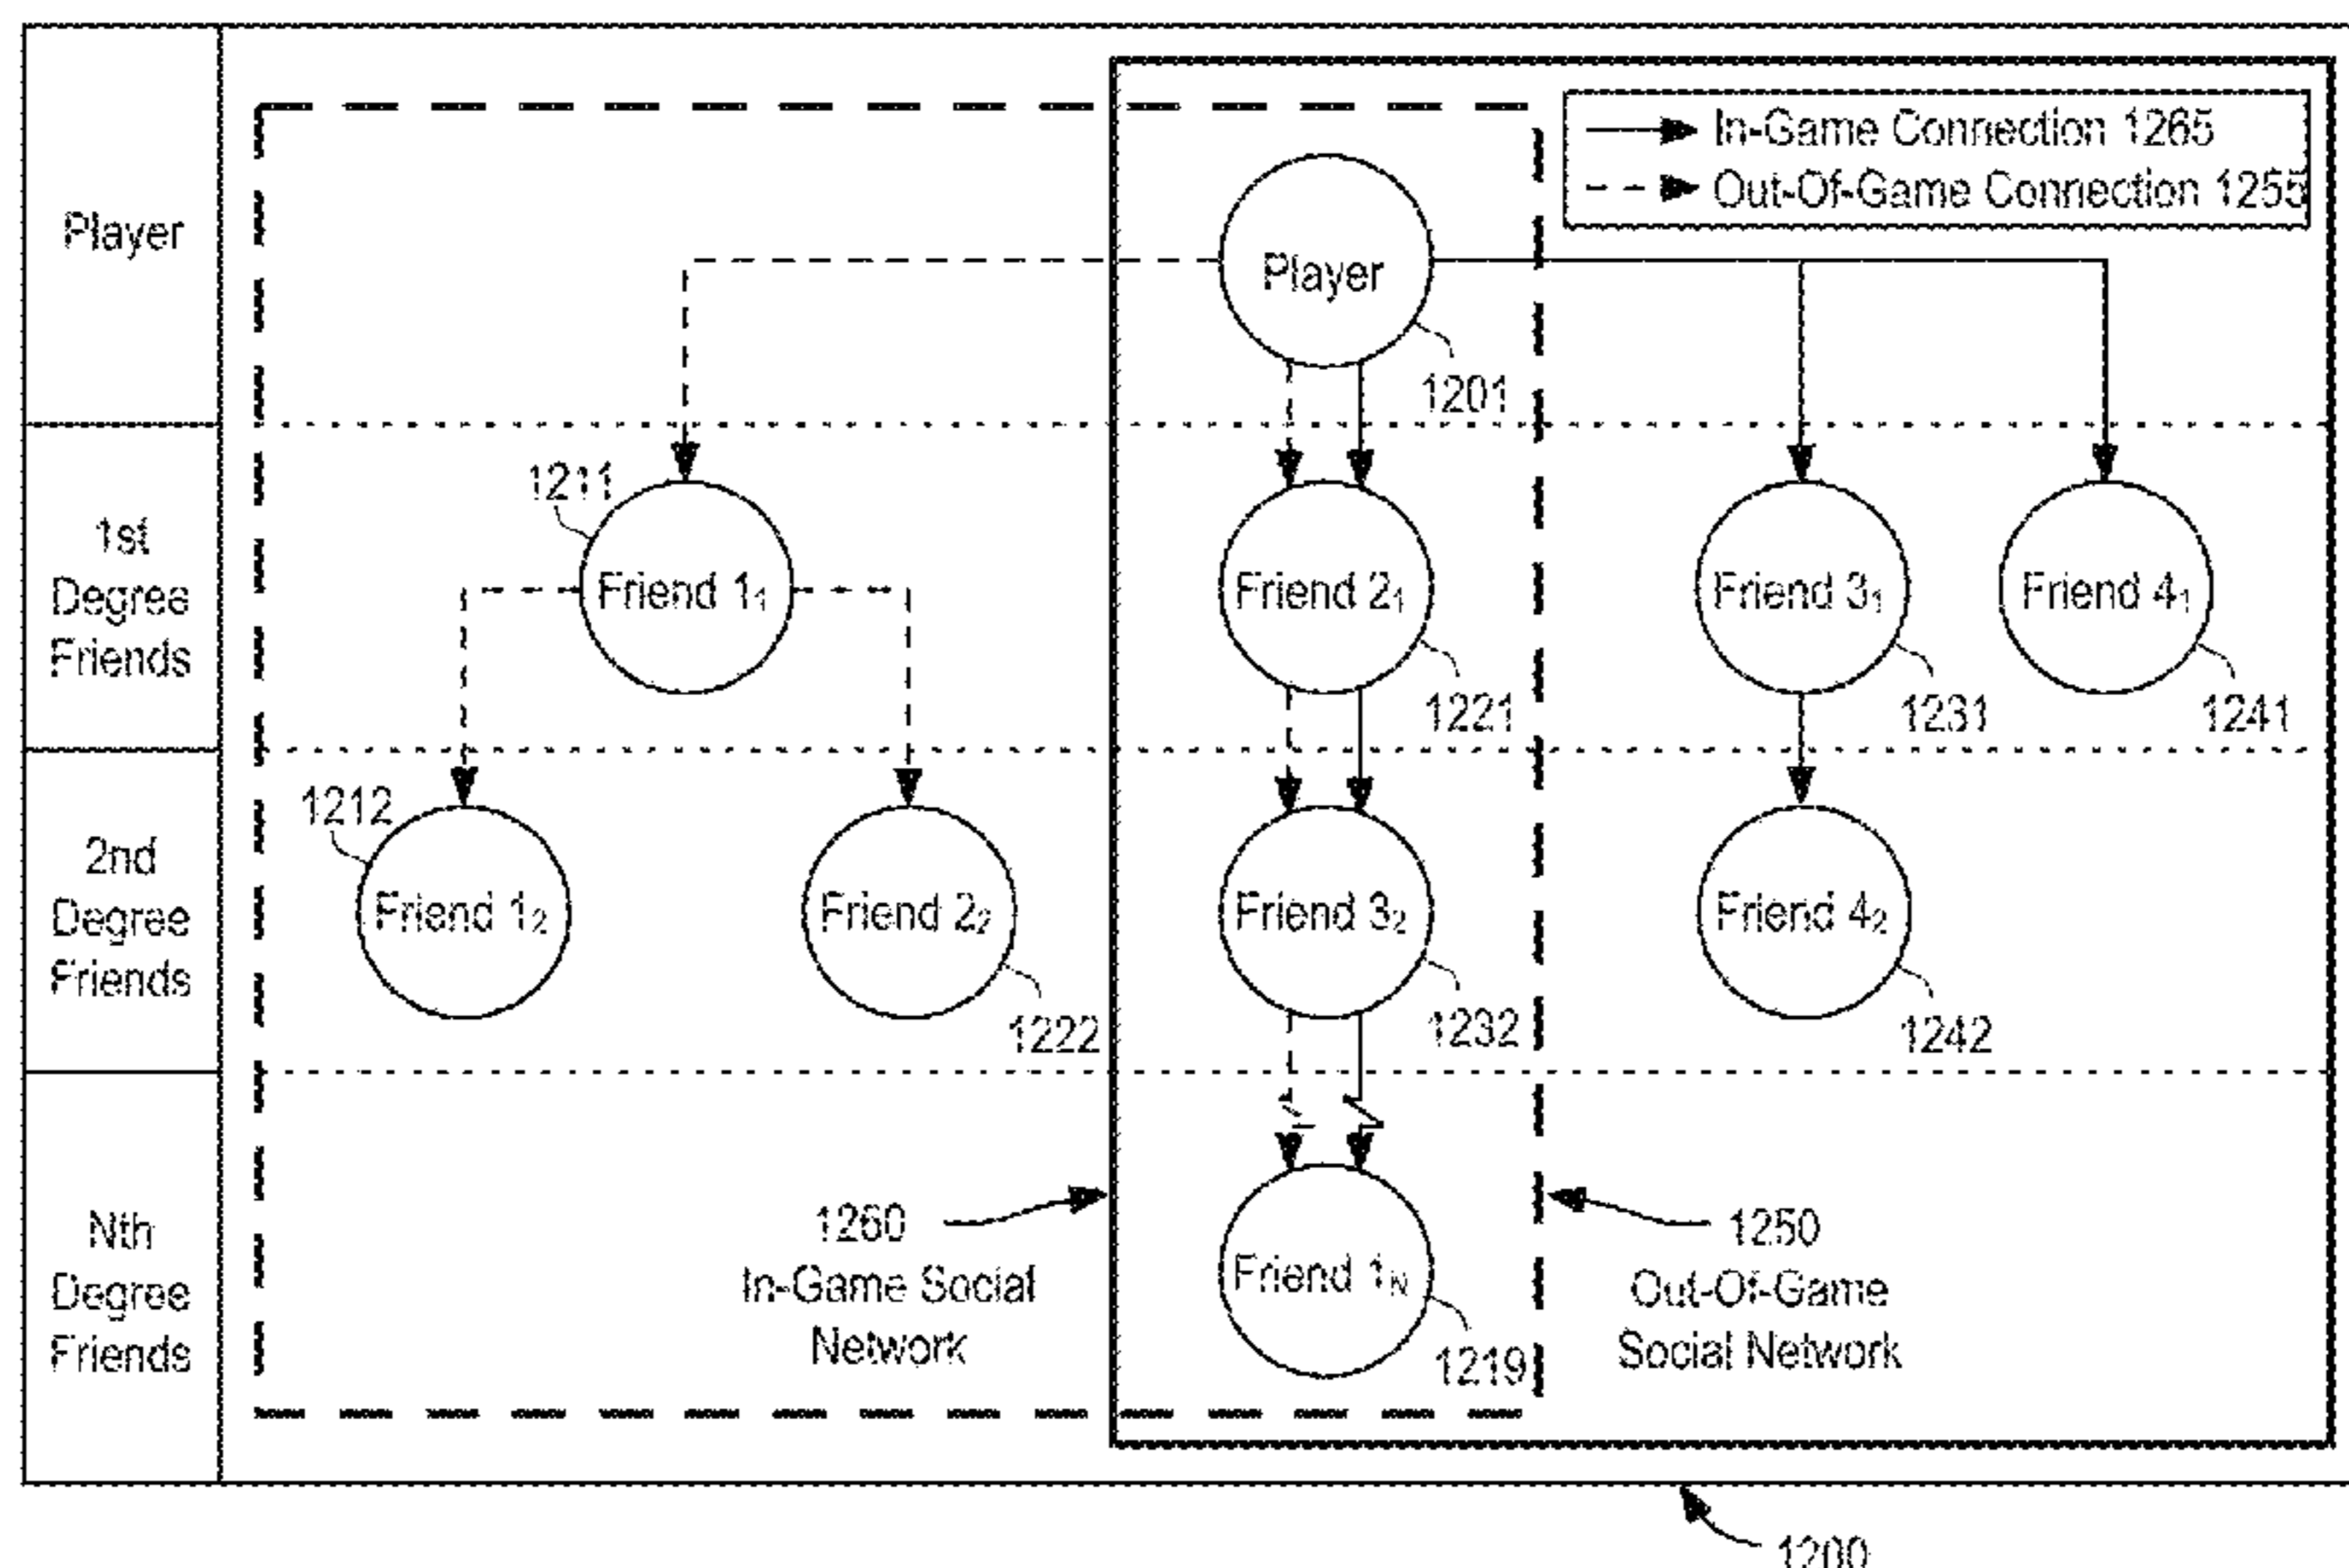 In-Game Connection 1265
Out-Of-Game Connection 1255
Player
Player
1201
1211
1st
Degree
Friends
Friend 1₁
Friend 2₁
Friend 3₁
Friend 4₁
1221
1231
1241
1212
2nd
Degree
Friends
Friend 1₂
Friend 2₂
Friend 3₂
Friend 4₂
1222
1232
1242
Nth
Degree
Friends
1260
In-Game Social
Network
Friend 1N
1219
1250
Out-Of-Game
Social Network
1200